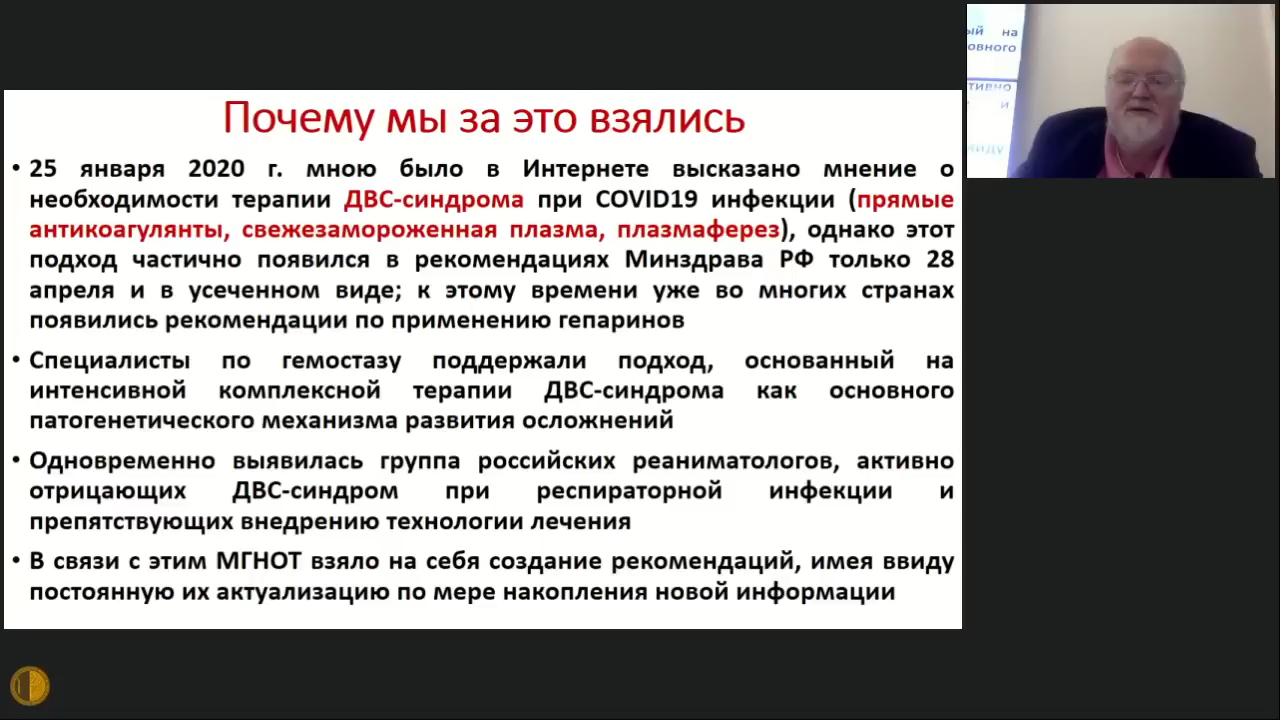 Почему мы за это взялись
• 25 января 2020 г. мною было в Интернете высказано мнение о
необходимости терапии ДВС-синдрома при COVID19 инфекции (прямые
антикоагулянты, свежезамороженная плазма, плазмаферез), однако этот
подход частично появился в рекомендациях Минздрава РФ только 28
апреля и в усеченном виде; к этому времени уже во многих странах
появились рекомендации по применению гепаринов
• Специалисты по гемостазу поддержали подход, основанный на
интенсивной комплексной терапии ДВС-синдрома как основного
патогенетического механизма развития осложнений
• Одновременно выявилась группа российских реаниматологов, активно
отрицающих ДВС-синдром при респираторной инфекции и
препятствующих внедрению технологии лечения
• В связи с этим МГНОТ взяло на себя создание рекомендаций, имея ввиду
постоянную их актуализацию по мере накопления новой информации
ый на
овного
тивно
и
виду